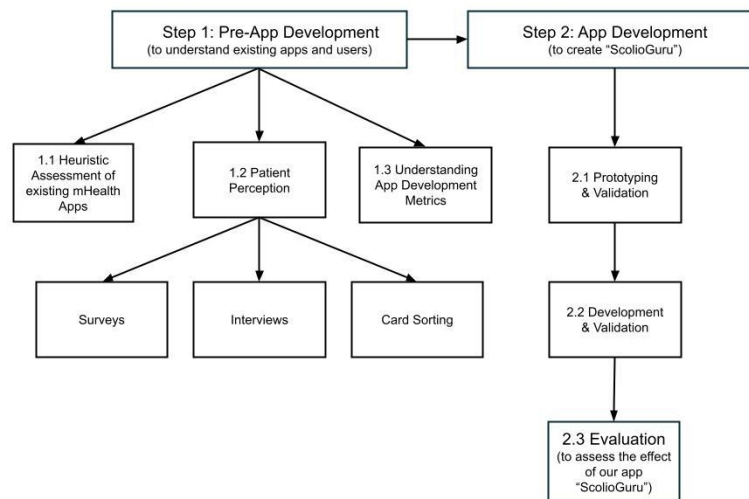 Step 1: Pre-App Development
(to understand existing apps and users)
Step 2: App Development
(to create “ScolioGuru”)
1.1 Heuristic
Assessment of
existing mHealth
Apps
1.2 Patient
Perception
1.3 Understanding
App Development
Metrics
2.1 Prototyping
& Validation
Surveys
Interviews
Card Sorting
2.2 Development
& Validation
2.3 Evaluation
(to assess the effect
of our app
“ScolioGuru”)